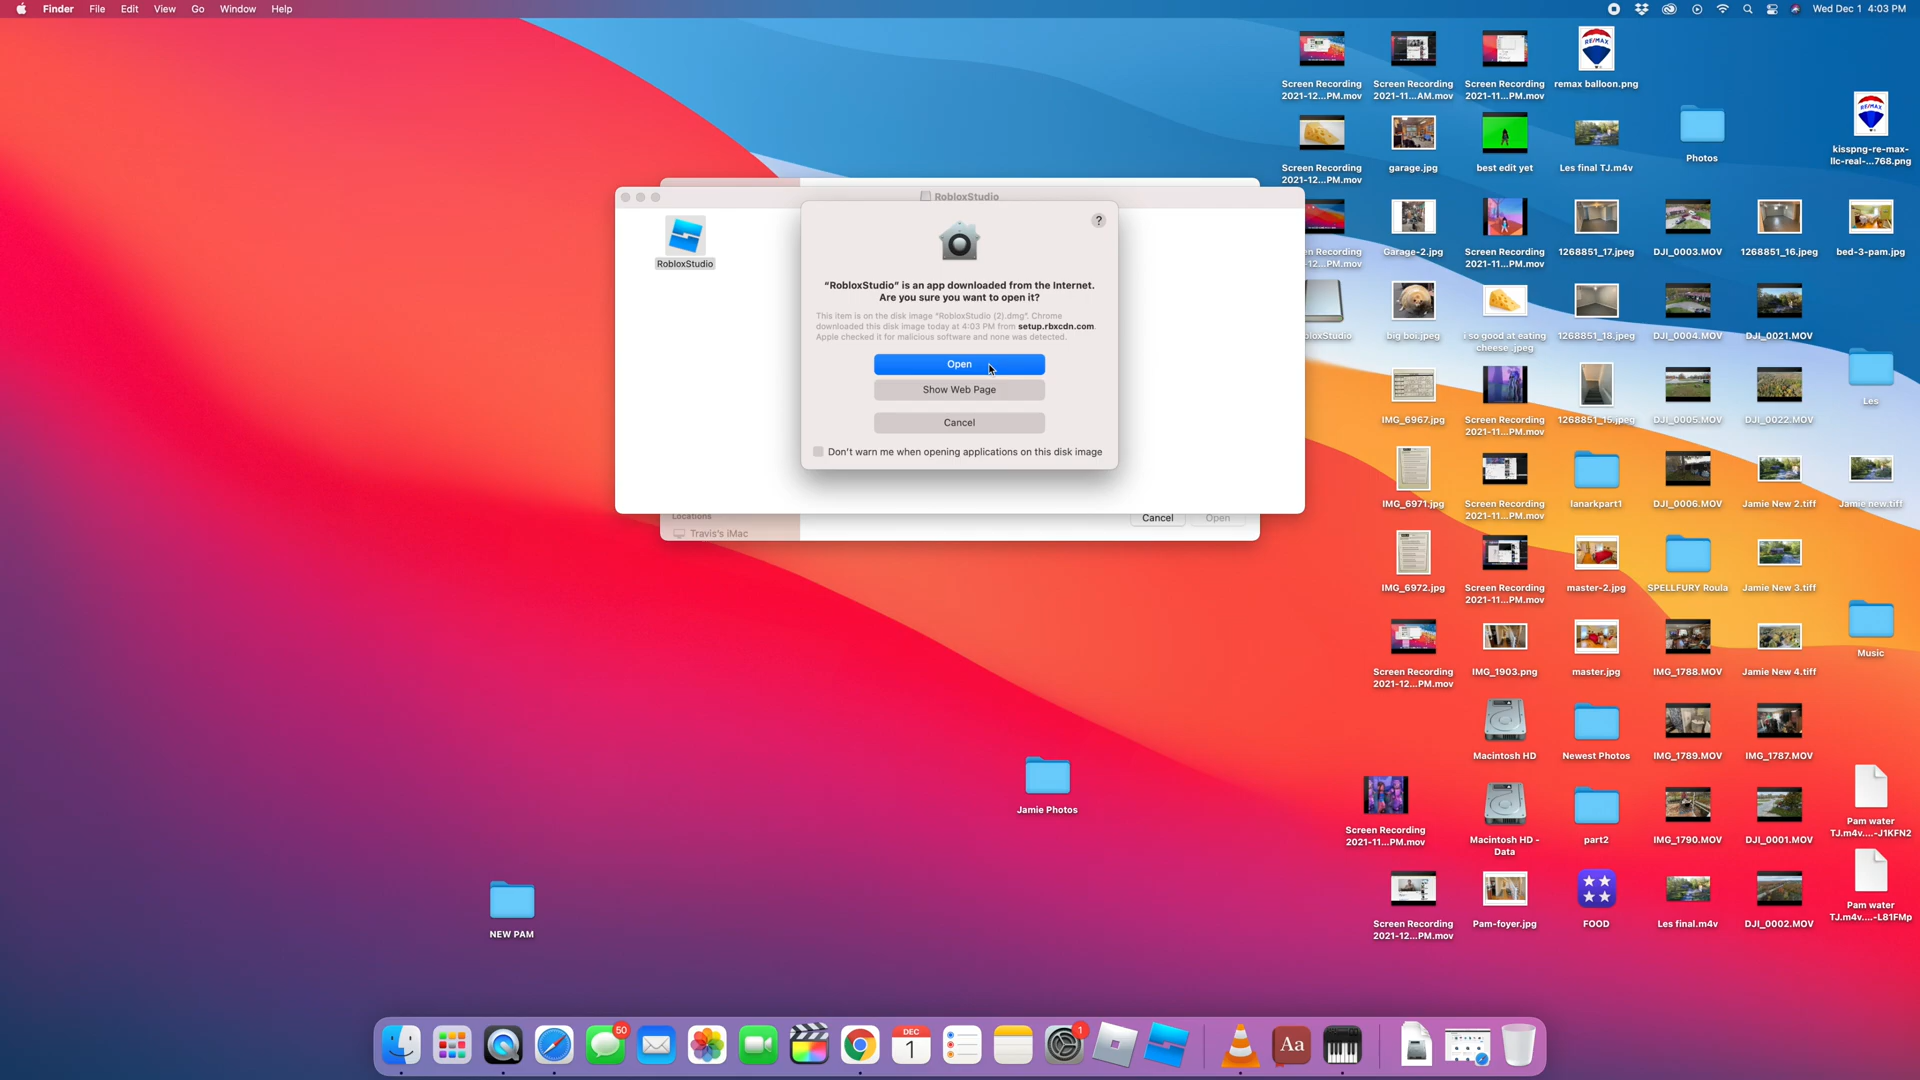 Finder File Edit View Go Window Help
Wed Dec 1 4:03 PM
Screen Recording
2021-12...PM.mov
Screen Recording
2021-11...AM.mov
Screen Recording
2021-11...PM.mov
remax balloon.png
Photos
kisspng-re-max-
llc-real-...768.png
Screen Recording
2021-12...PM.mov
garage.jpg
best edit yet
Les final TJ.m4v
RobloxStudio
RobloxStudio
?
"RobloxStudio" is an app downloaded from the Internet.
Are you sure you want to open it?
This item is on the disk image "RobloxStudio (2).dmg". Chrome
downloaded this disk image today at 4:03 PM from setup.rbxcdn.com.
Apple checked it for malicious software and none was detected.
Open
Show Web Page
Cancel
Don't warn me when opening applications on this disk image
Locations
Travis's iMac
Cancel
Open
Garage-2.jpg
Screen Recording
2021-11...PM.mov
1268851_17.jpeg
DJI_0003.MOV
1268851_16.jpeg
bed-3-pam.jpg
big boi.jpeg
i so good at eating
cheese .jpeg
1268851_18.jpeg
DJI_0004.MOV
DJI_0021.MOV
IMG_6967.jpg
Screen Recording
2021-11...PM.mov
1268851_15.jpeg
DJI_0005.MOV
DJI_0022.MOV
Les
IMG_6971.jpg
Screen Recording
2021-11...PM.mov
lanarkpart1
DJI_0006.MOV
Jamie New 2.tiff
Jamie new.tiff
IMG_6972.jpg
Screen Recording
2021-11...PM.mov
master-2.jpg
SPELLFURY Roula
Jamie New 3.tiff
Screen Recording
2021-12...PM.mov
IMG_1903.png
master.jpg
IMG_1788.MOV
Jamie New 4.tiff
Music
Macintosh HD
Newest Photos
IMG_1789.MOV
IMG_1787.MOV
Jamie Photos
Screen Recording
2021-11...PM.mov
Macintosh HD -
Data
part2
IMG_1790.MOV
DJI_0001.MOV
Pam water
TJ.m4v....-J1KFN2
NEW PAM
Screen Recording
2021-12...PM.mov
Pam-foyer.jpg
FOOD
Les final.m4v
DJI_0002.MOV
Pam water
TJ.m4v....-L81FMp
50
DEC
1
1
Aa